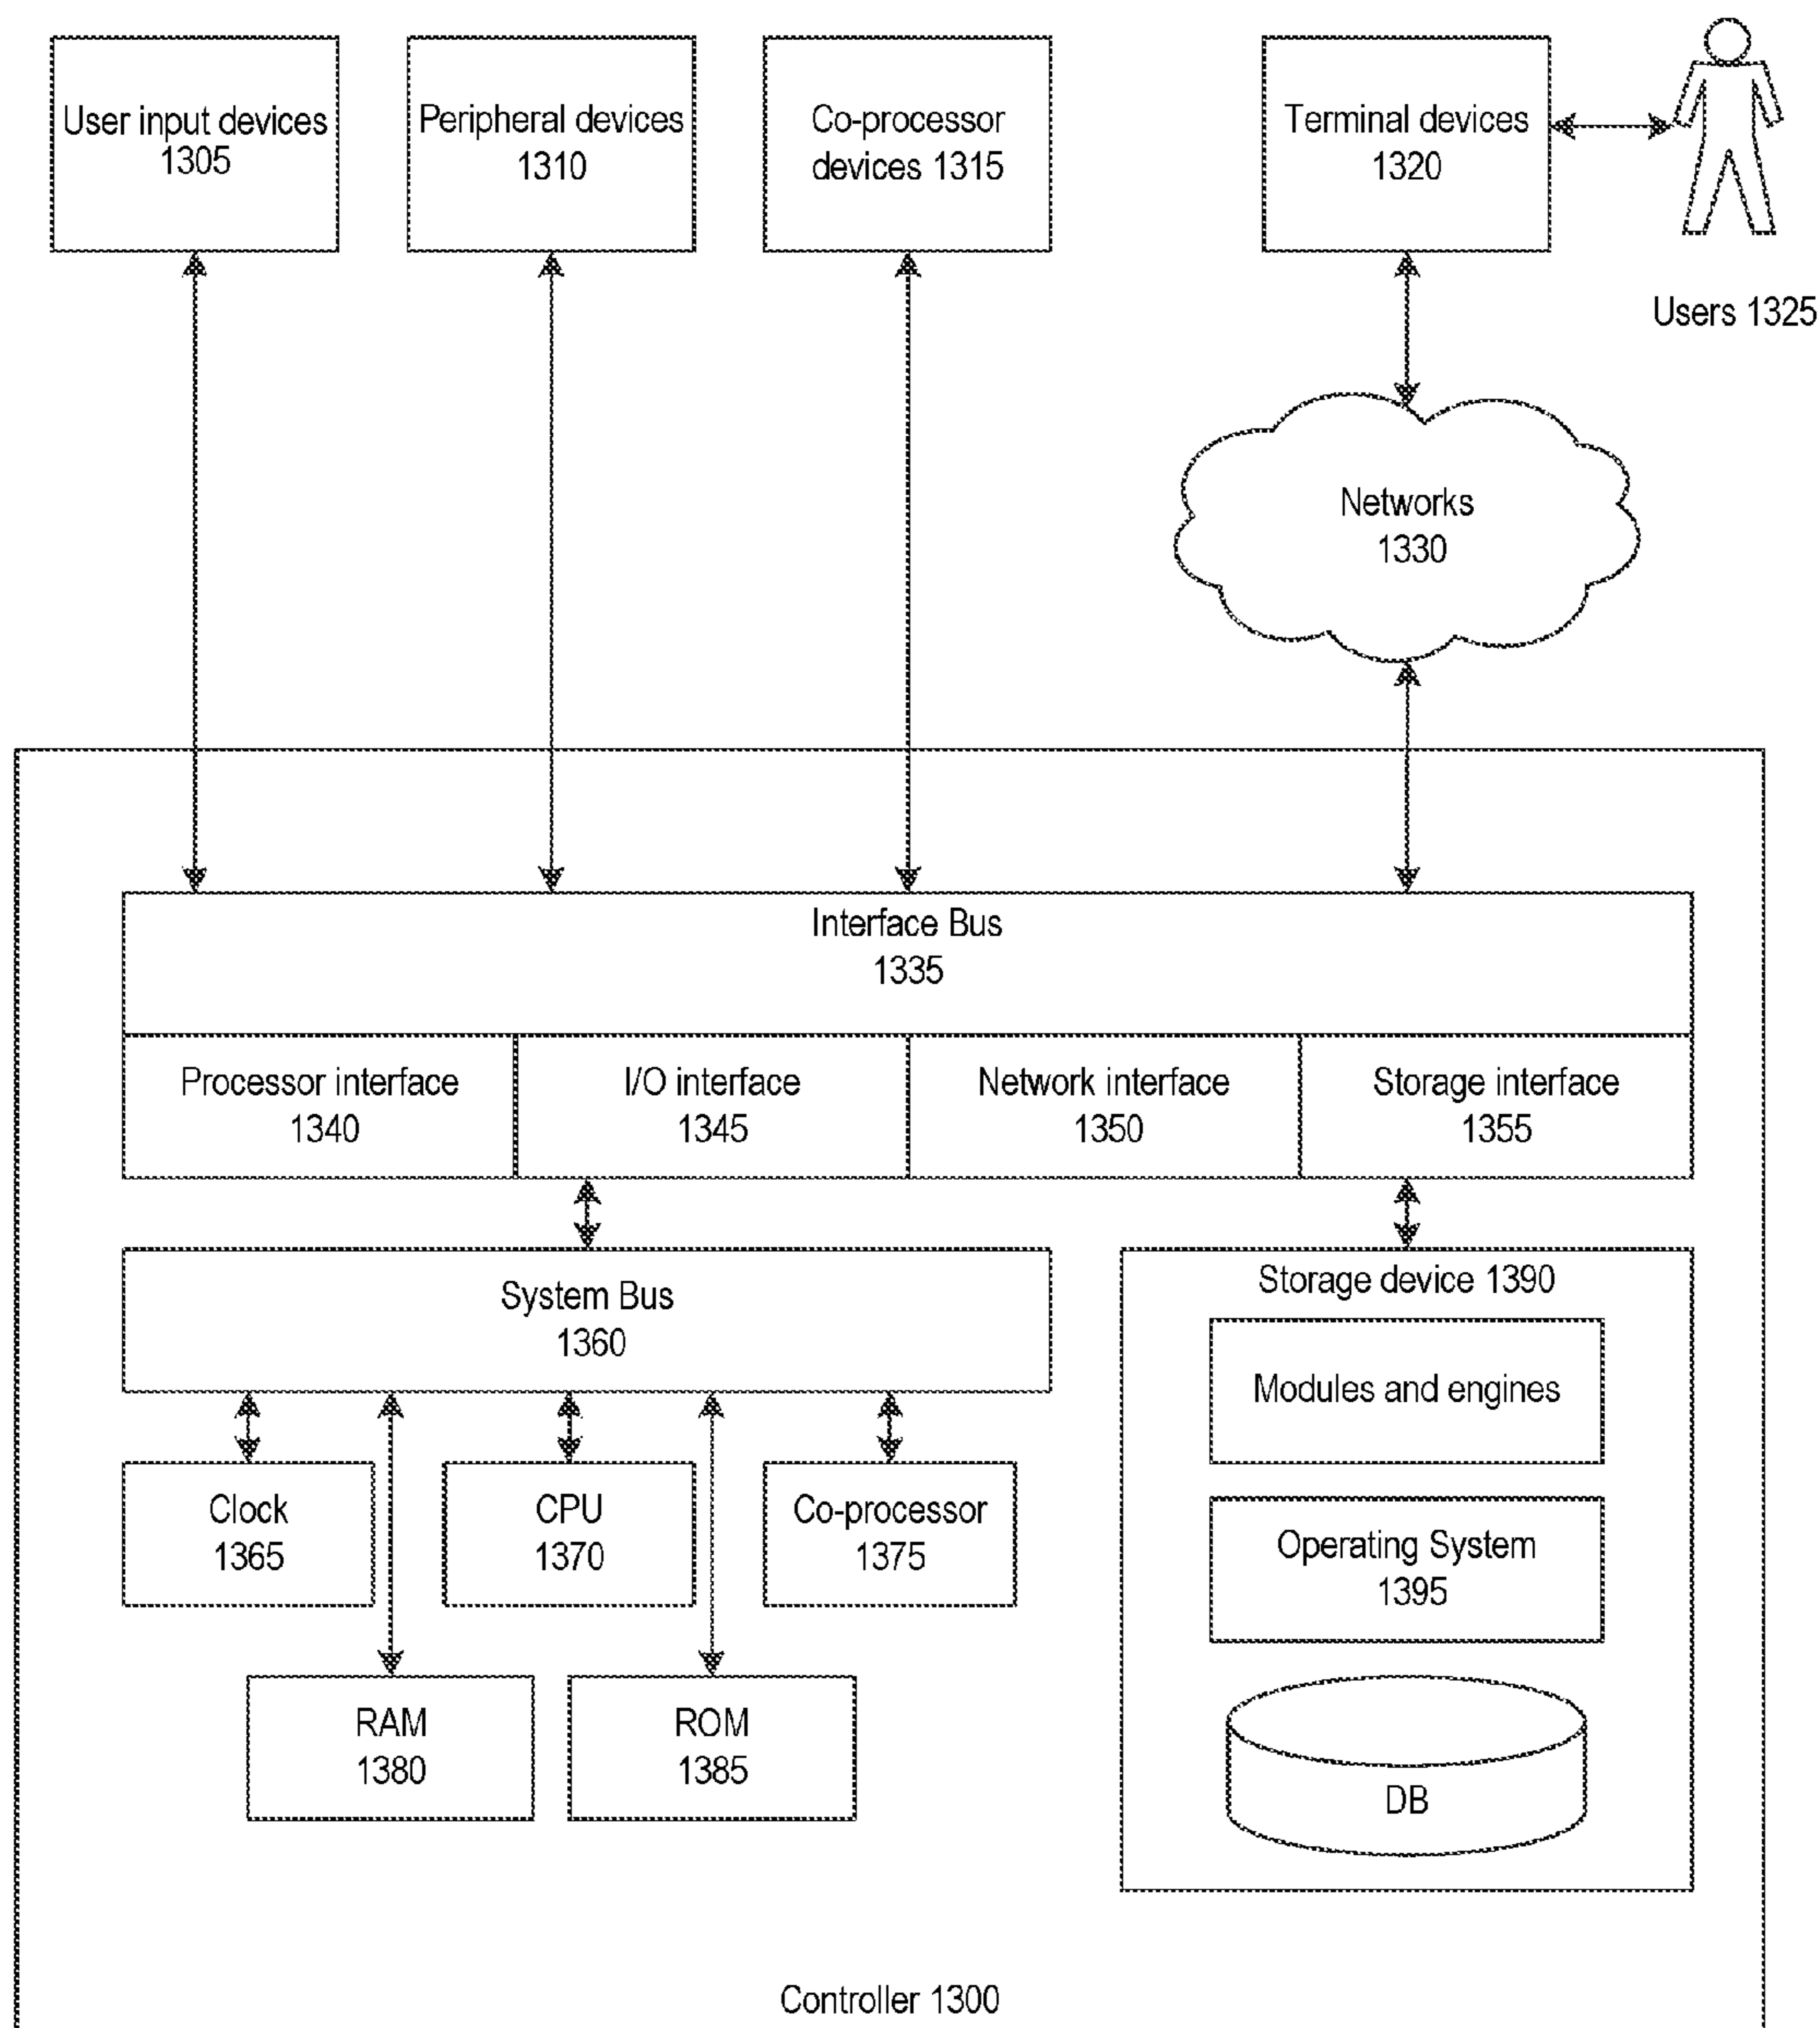 User input devices
1305
Peripheral devices
1310
Co-processor
devices 1315
Terminal devices
1320
Users 1325
Networks
1330
Interface Bus
1335
Processor interface
1340
I/O interface
1345
Network interface
1350
Storage interface
1355
System Bus
1360
Storage device 1390
Modules and engines
Clock
1365
CPU
1370
Co-processor
1375
Operating System
1395
RAM
1380
ROM
1385
DB
Controller 1300